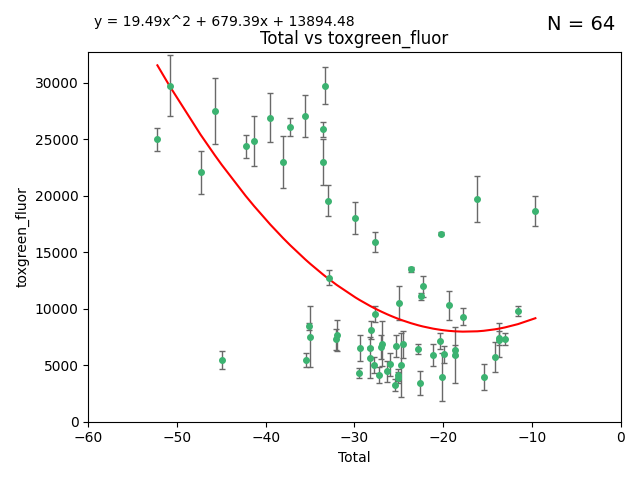 y = 19.49x^2 + 679.39x + 13894.48
N = 64
Total vs toxgreen_fluor
toxgreen_fluor
30000
25000
20000
15000
10000
5000
0
−60
−50
−40
−30
−20
−10
0
Total